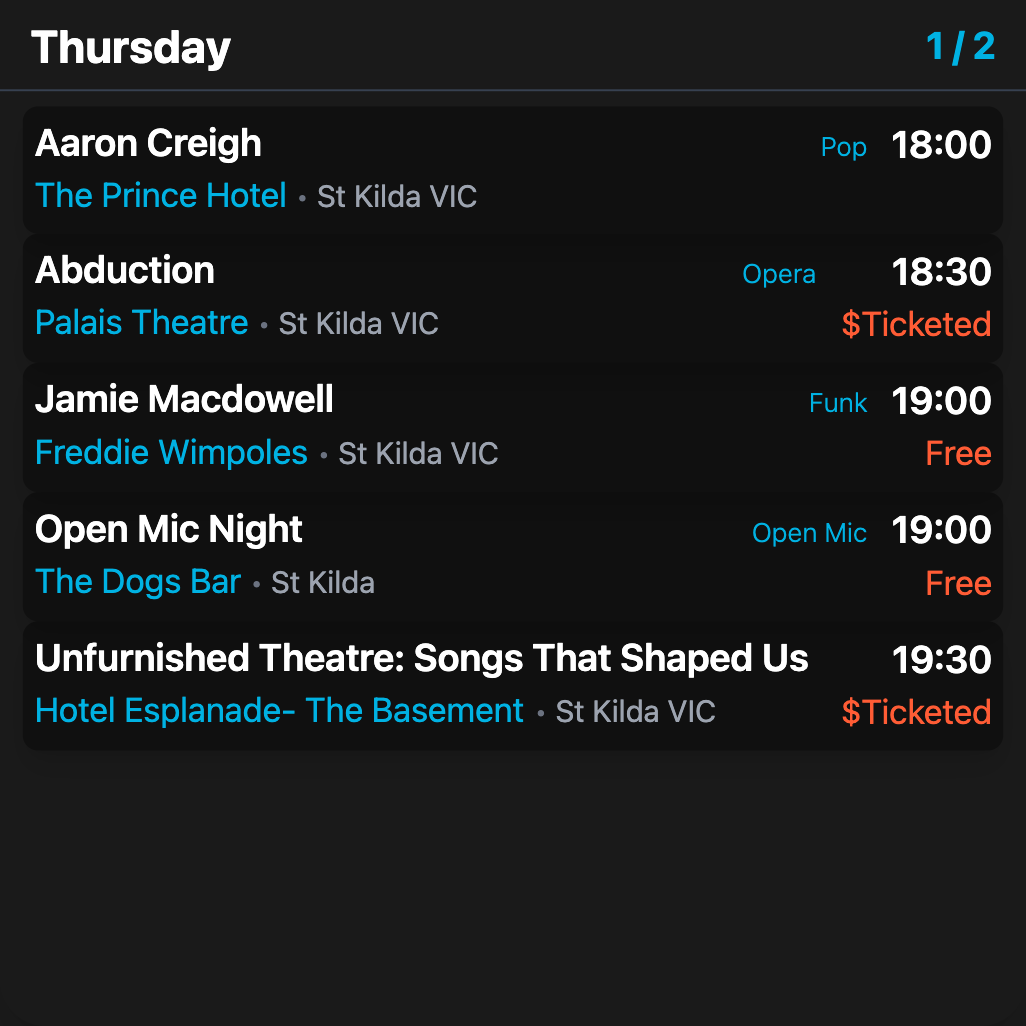 Thursday 1 / 2
Aaron Creigh Pop 18:00
The Prince Hotel • St Kilda VIC
Abduction Opera 18:30
Palais Theatre • St Kilda VIC $Ticketed
Jamie Macdowell Funk 19:00
Freddie Wimpoles • St Kilda VIC Free
Open Mic Night Open Mic 19:00
The Dogs Bar • St Kilda Free
Unfurnished Theatre: Songs That Shaped Us 19:30
Hotel Esplanade- The Basement • St Kilda VIC $Ticketed